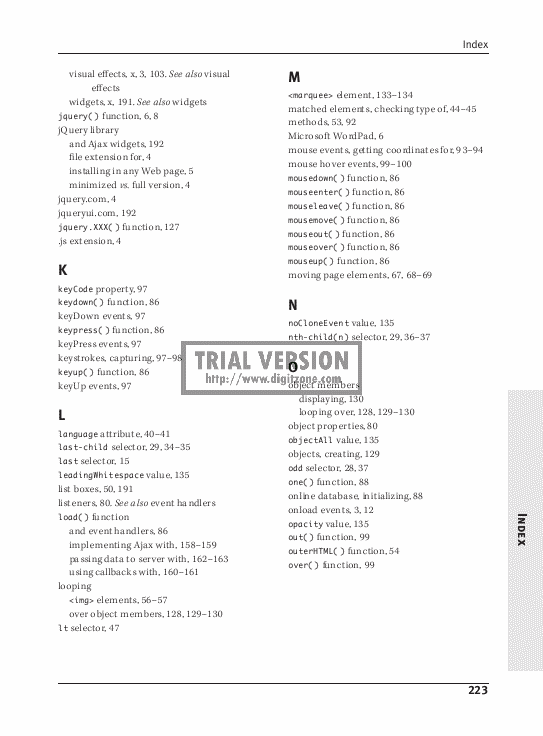 Index
visual effects, x, 3, 103. See also visual
effects
widgets, x, 191. See also widgets
jquery() function, 6, 8
jQuery library
and Ajax widgets, 192
file extension for, 4
installing in any Web page, 5
minimized vs. full version, 4
jquery.com, 4
jqueryui.com, 192
jquery.XXX() function, 127
.js extension, 4
K
keyCode property, 97
keydown() function, 86
keyDown events, 97
keypress() function, 86
keyPress events, 97
keystrokes, capturing, 97–98
keyup() function, 86
keyUp events, 97
L
language attribute, 40–41
last-child selector, 29, 34–35
last selector, 15
leadingWhitespace value, 135
list boxes, 50, 191
listeners, 80. See also event handlers
load() function
and event handlers, 86
implementing Ajax with, 158–159
passing data to server with, 162–163
using callbacks with, 160–161
looping
<img> elements, 56–57
over object members, 128, 129–130
lt selector, 47
M
<marquee> element, 133–134
matched elements, checking type of, 44–45
methods, 53, 92
Microsoft WordPad, 6
mouse events, getting coordinates for, 93–94
mouse hover events, 99–100
mousedown() function, 86
mouseenter() function, 86
mouseleave() function, 86
mousemove() function, 86
mouseout() function, 86
mouseover() function, 86
mouseup() function, 86
moving page elements, 67, 68–69
N
noCloneEvent value, 135
nth-child(n) selector, 29, 36–37
O
object members
displaying, 130
looping over, 128, 129–130
object properties, 80
objectAll value, 135
objects, creating, 129
odd selector, 28, 37
one() function, 88
online database, initializing, 88
onload events, 3, 12
opacity value, 135
out() function, 99
outerHTML() function, 54
over() function, 99
TRIAL VERSION
http://www.digitzone.com
INDEX
223